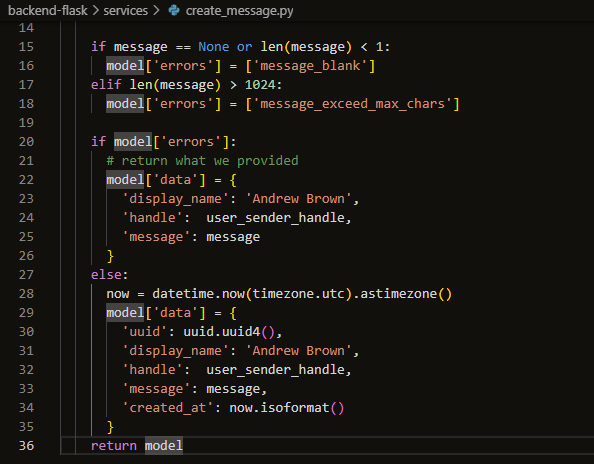 backend-flask > services > create_message.py
14
15 if message == None or len(message) < 1:
16 model['errors'] = ['message_blank']
17 elif len(message) > 1024:
18 model['errors'] = ['message_exceed_max_chars']
19
20 if model['errors']:
21 # return what we provided
22 model['data'] = {
23 'display_name': 'Andrew Brown',
24 'handle':  user_sender_handle,
25 'message': message
26 }
27 else:
28 now = datetime.now(timezone.utc).astimezone()
29 model['data'] = {
30 'uuid': uuid.uuid4(),
31 'display_name': 'Andrew Brown',
32 'handle':  user_sender_handle,
33 'message': message,
34 'created_at': now.isoformat()
35 }
36 return model